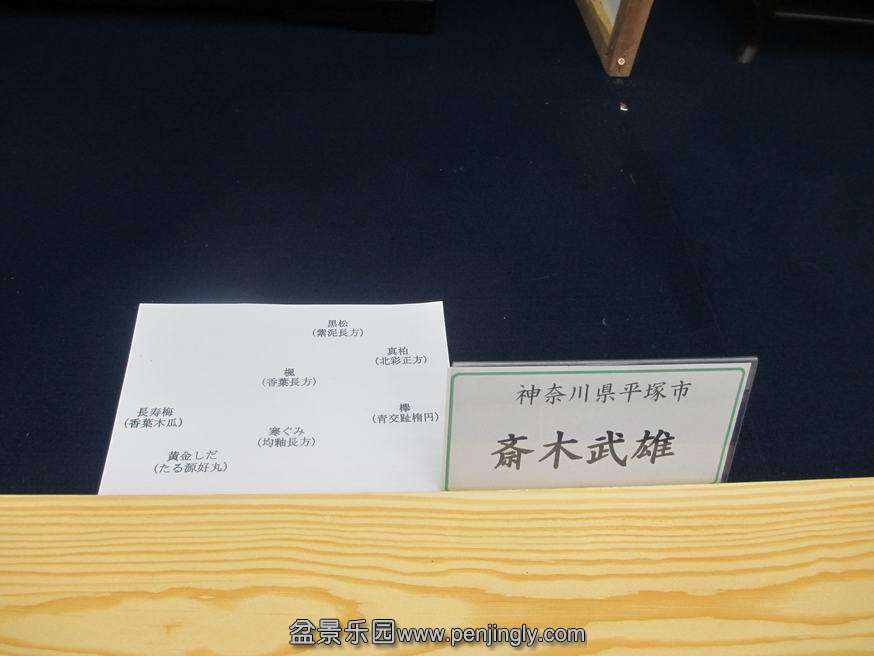 黒松
(紫泥長方)
真柏
(北彩正方)
楓
(香葉長方)
長寿梅
(香葉木瓜)
欅
(青交趾楕円)
寒ぐみ
(均釉長方)
黄金しだ
(たる源好丸)
神奈川県平塚市
斎木武雄
盆景乐园www.penjingly.com